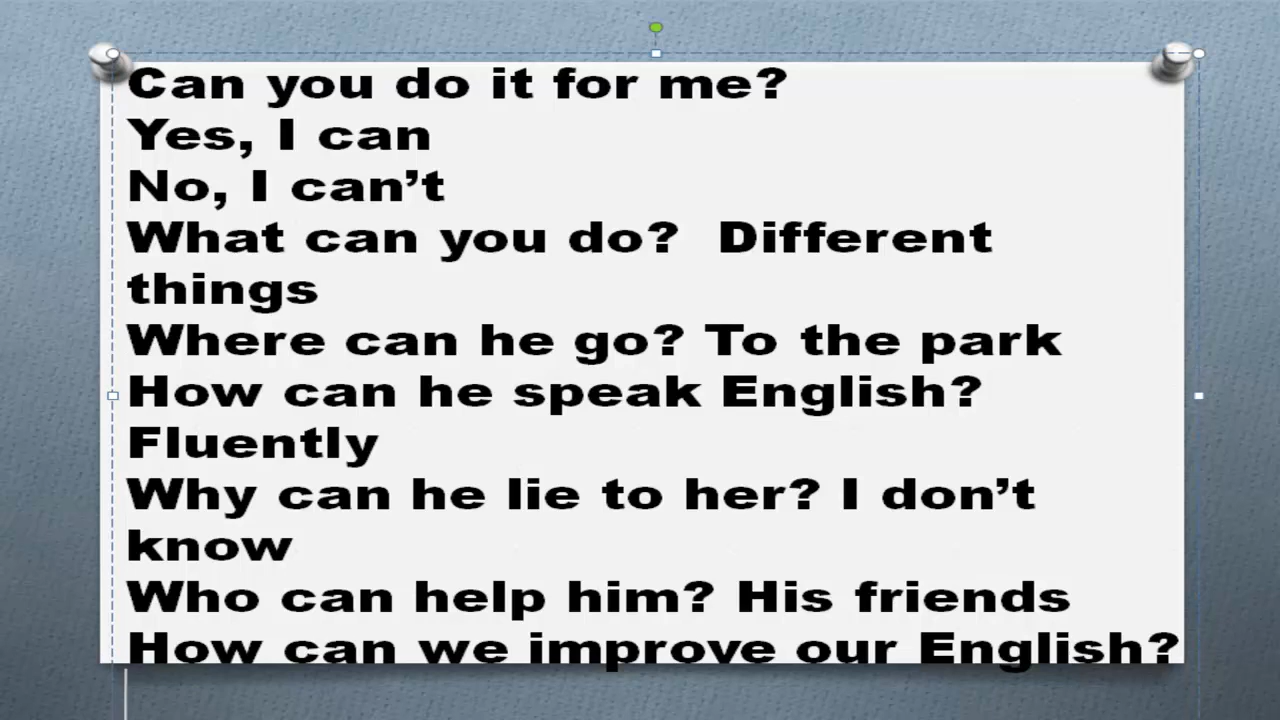 Can you do it for me?
Yes, I can
No, I can’t
What can you do?  Different
things
Where can he go? To the park
How can he speak English?
Fluently
Why can he lie to her? I don’t
know
Who can help him? His friends
How can we improve our English?